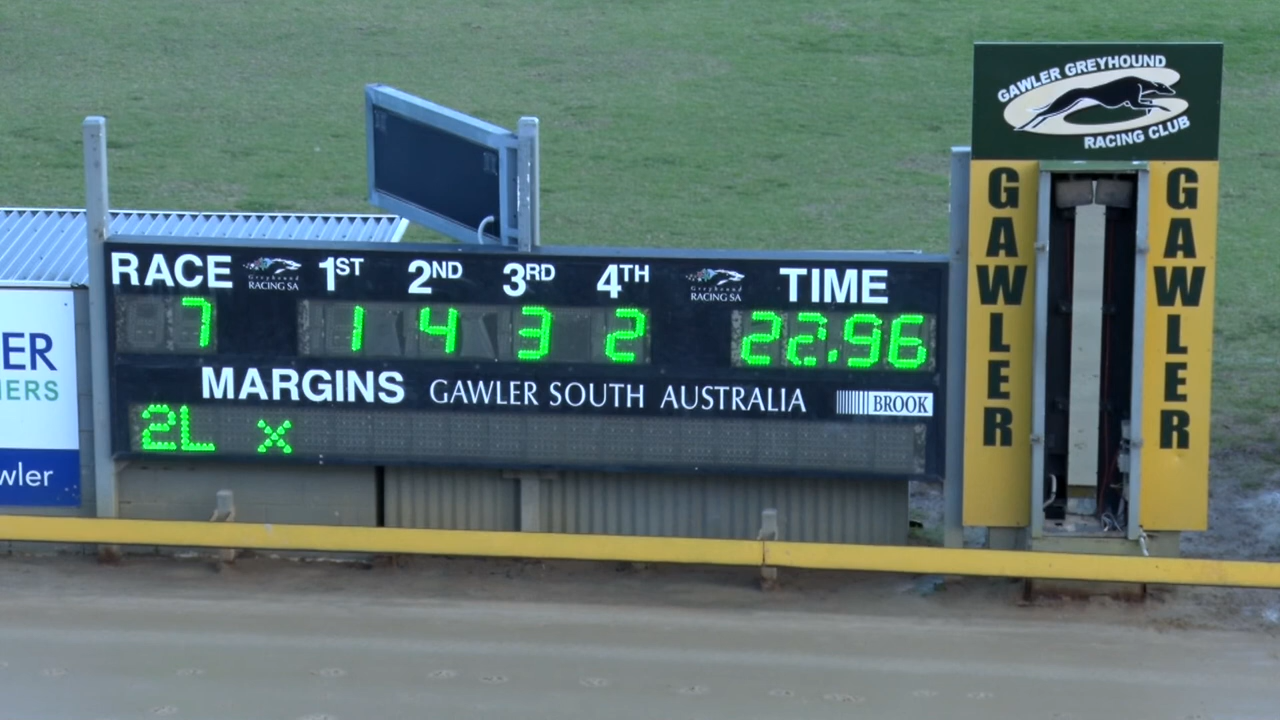 GAWLER GREYHOUND
RACING CLUB
GAWLER
GAWLER
RACE
Greyhound
RACING SA
1ST 2ND 3RD 4TH
Greyhound
RACING SA
TIME
7 1 4 3 2 22.96
MARGINS GAWLER SOUTH AUSTRALIA BROOK
2L x
ER
IERS
wler